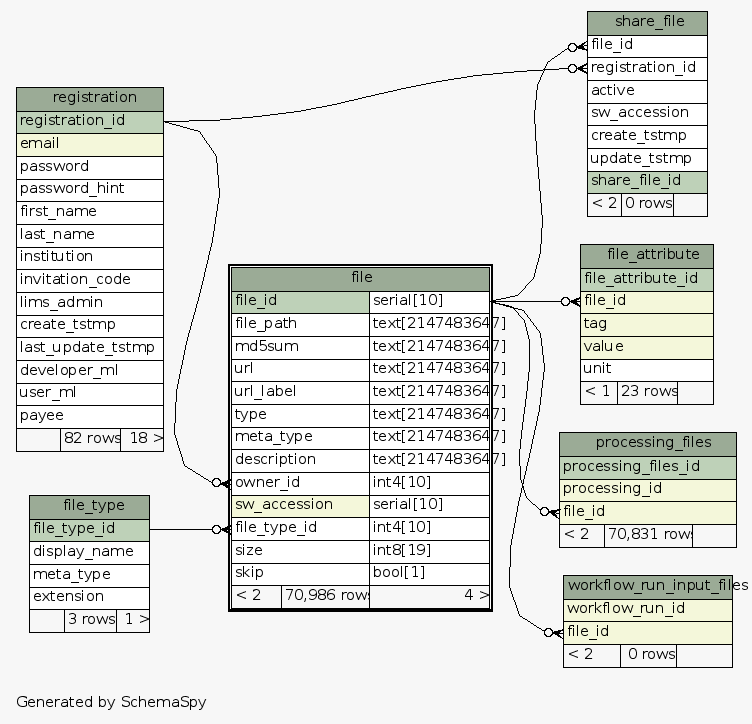 share_file
file_id
registration_id
active
sw_accession
create_tstmp
update_tstmp
share_file_id
< 2 0 rows
registration
registration_id
email
password
password_hint
first_name
last_name
institution
invitation_code
lims_admin
create_tstmp
last_update_tstmp
developer_ml
user_ml
payee
82 rows 18 >
file
file_id serial[10]
file_path text[2147483647]
md5sum text[2147483647]
url text[2147483647]
url_label text[2147483647]
type text[2147483647]
meta_type text[2147483647]
description text[2147483647]
owner_id int4[10]
sw_accession serial[10]
file_type_id int4[10]
size int8[19]
skip bool[1]
< 2 70,986 rows 4 >
file_attribute
file_attribute_id
file_id
tag
value
unit
< 1 23 rows
processing_files
processing_files_id
processing_id
file_id
< 2 70,831 rows
file_type
file_type_id
display_name
meta_type
extension
3 rows 1 >
workflow_run_input_files
workflow_run_id
file_id
< 2 0 rows
Generated by SchemaSpy